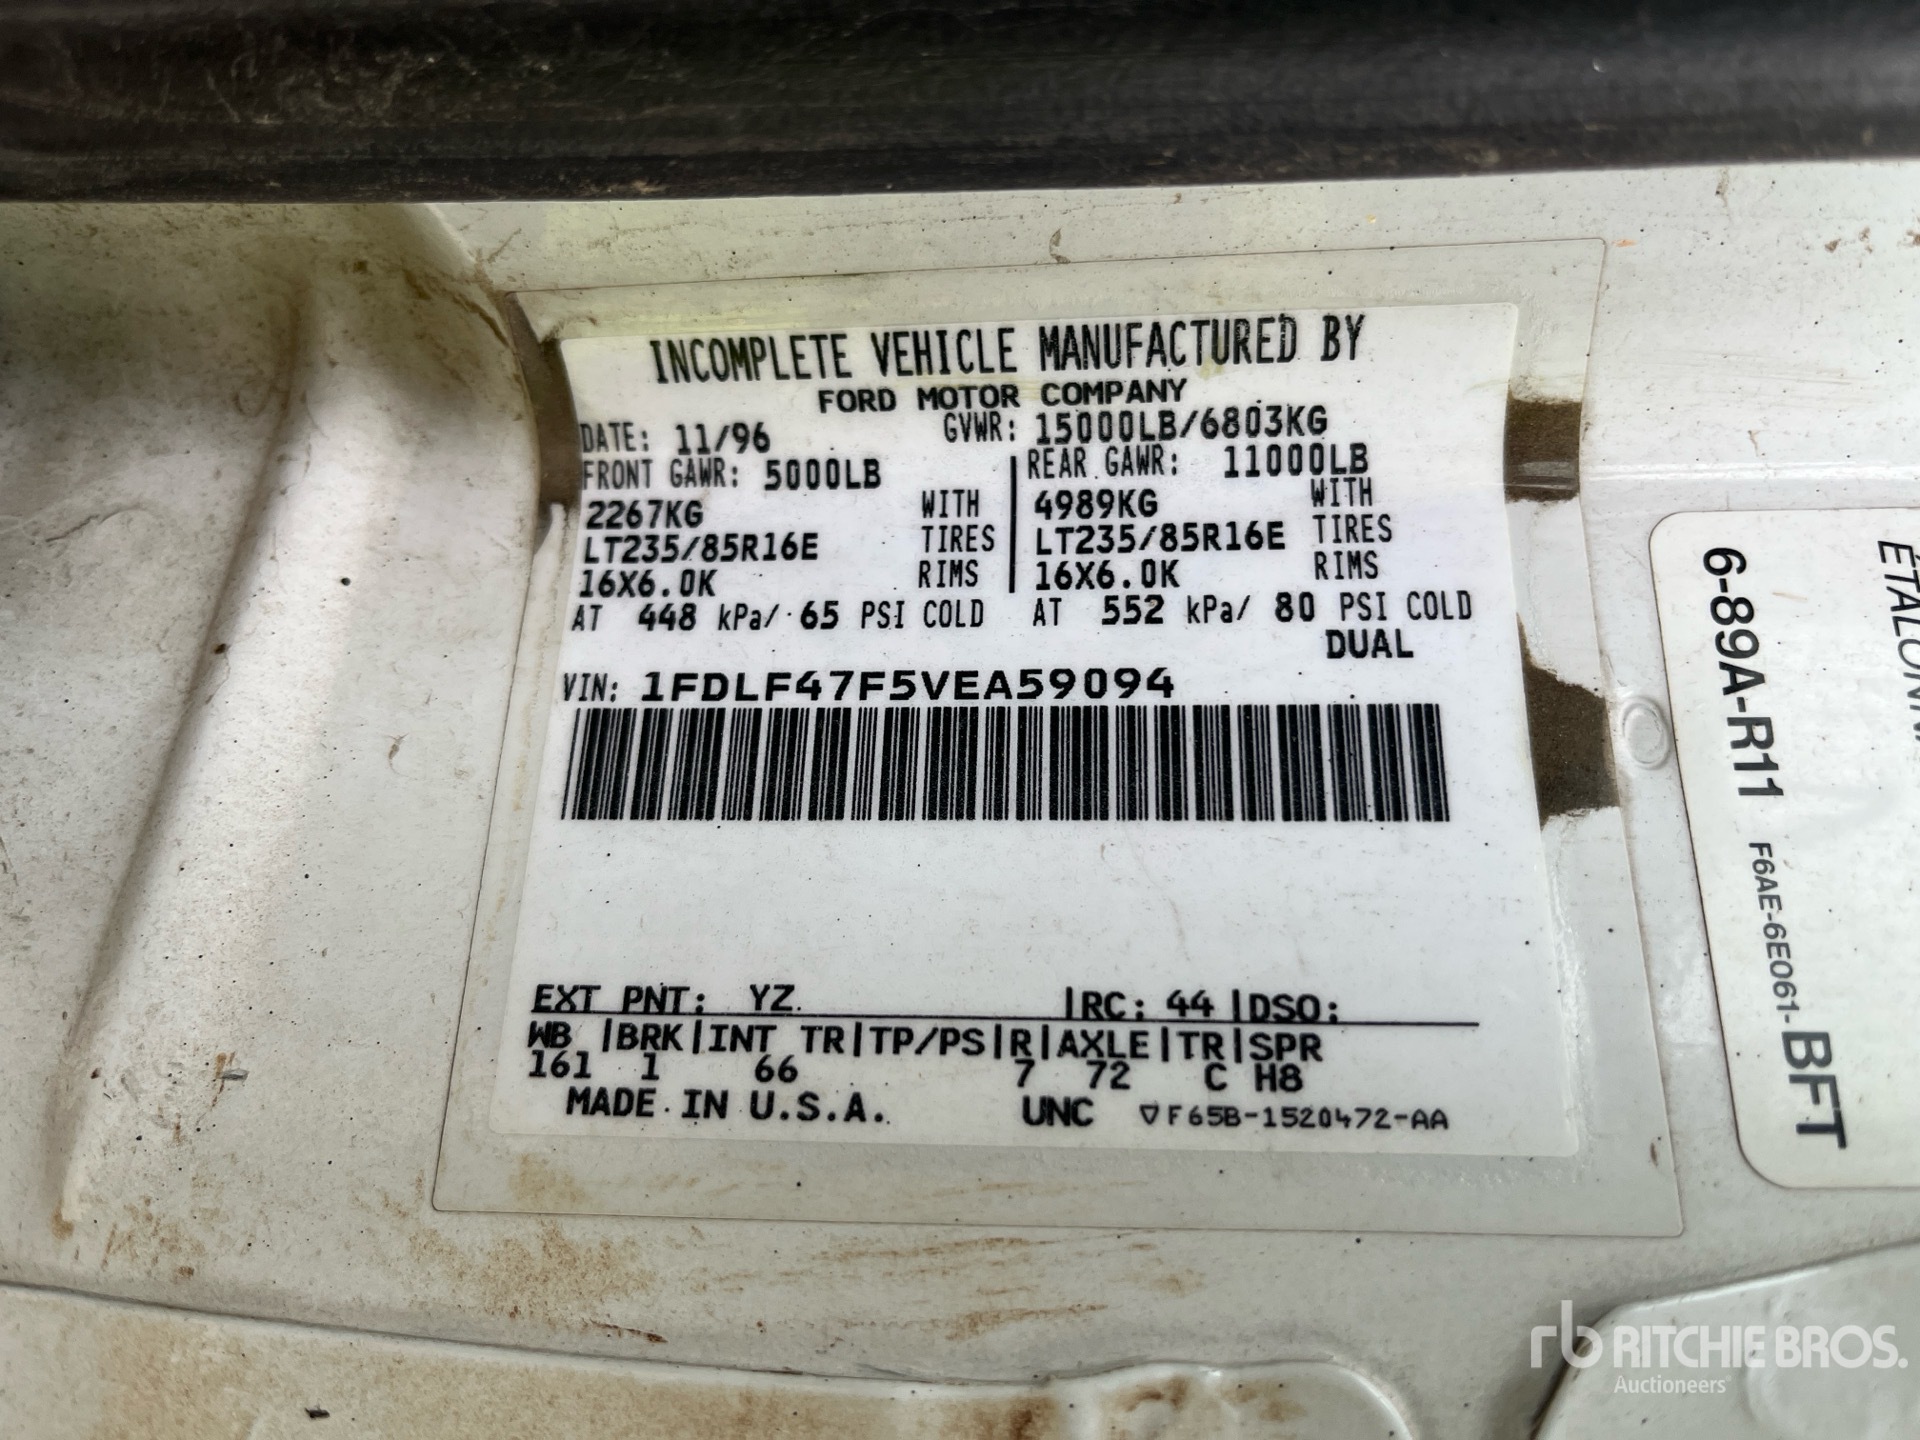 INCOMPLETE VEHICLE MANUFACTURED BY
FORD MOTOR COMPANY
DATE: 11/96 GVWR: 15000LB/6803KG
FRONT GAWR: 5000LB REAR GAWR: 11000LB
2267KG WITH 4989KG WITH
LT235/85R16E TIRES LT235/85R16E TIRES
16X6.0K RIMS 16X6.0K RIMS
AT 448 kPa/ 65 PSI COLD AT 552 kPa/ 80 PSI COLD
DUAL
VIN: 1FDLF47F5VEA59094
EXT PNT: YZ |RC: 44 |DSO:
WB |BRK|INT TR|TP/PS|R|AXLE|TR|SPR
161 1 66 7 72 C H8
MADE IN U.S.A. UNC ▽F65B-1520472-AA
6-89A-R11 F6AE-6E061-BFT
rb RITCHIE BROS.
Auctioneers